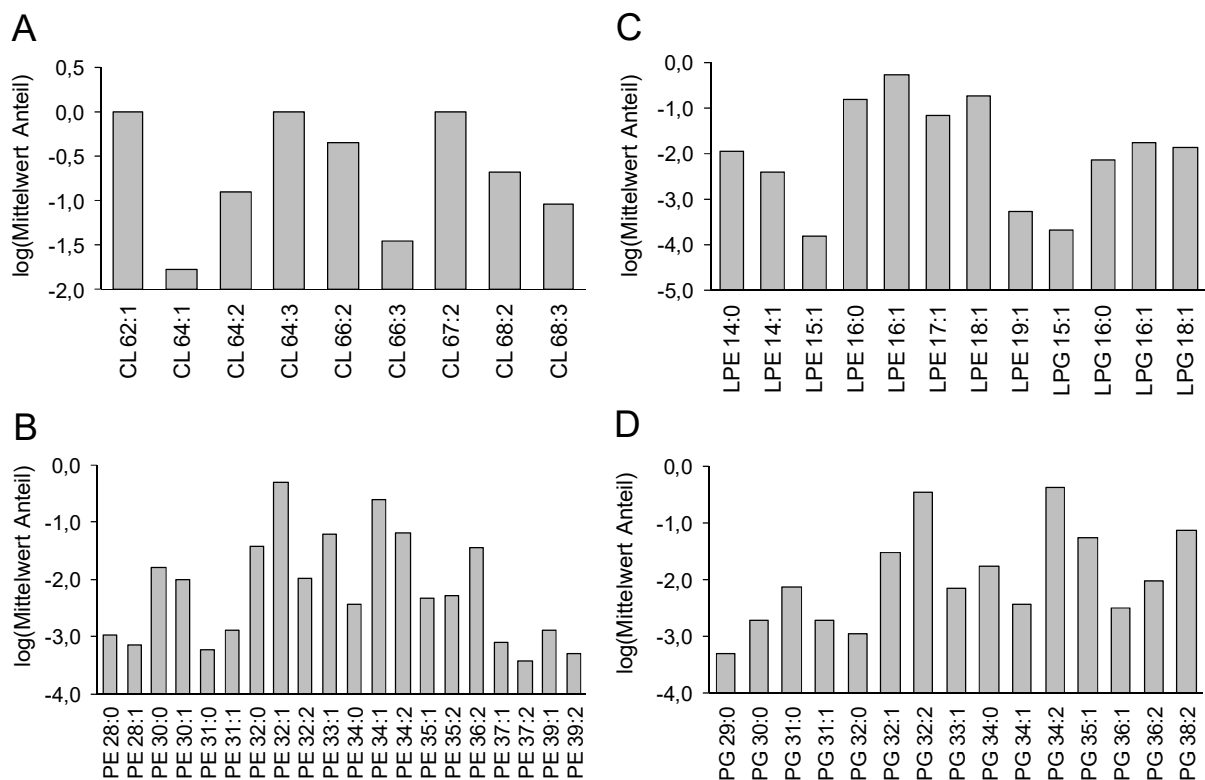 A
log(Mittelwert Anteil)
0,5
0,0
-0,5
-1,0
-1,5
-2,0
CL 62:1
CL 64:1
CL 64:2
CL 64:3
CL 66:2
CL 66:3
CL 67:2
CL 68:2
CL 68:3
C
log(Mittelwert Anteil)
0,0
-1,0
-2,0
-3,0
-4,0
-5,0
LPE 14:0
LPE 14:1
LPE 15:1
LPE 16:0
LPE 16:1
LPE 17:1
LPE 18:1
LPE 19:1
LPG 15:1
LPG 16:0
LPG 16:1
LPG 18:1
B
log(Mittelwert Anteil)
0,0
-1,0
-2,0
-3,0
-4,0
PE 28:0
PE 28:1
PE 30:0
PE 30:1
PE 31:0
PE 31:1
PE 32:0
PE 32:1
PE 32:2
PE 33:1
PE 34:0
PE 34:1
PE 34:2
PE 35:1
PE 35:2
PE 36:2
PE 37:1
PE 37:2
PE 39:1
PE 39:2
D
log(Mittelwert Anteil)
0,0
-1,0
-2,0
-3,0
-4,0
PG 29:0
PG 30:0
PG 31:0
PG 31:1
PG 32:0
PG 32:1
PG 32:2
PG 33:1
PG 34:0
PG 34:1
PG 34:2
PG 35:1
PG 36:1
PG 36:2
PG 38:2